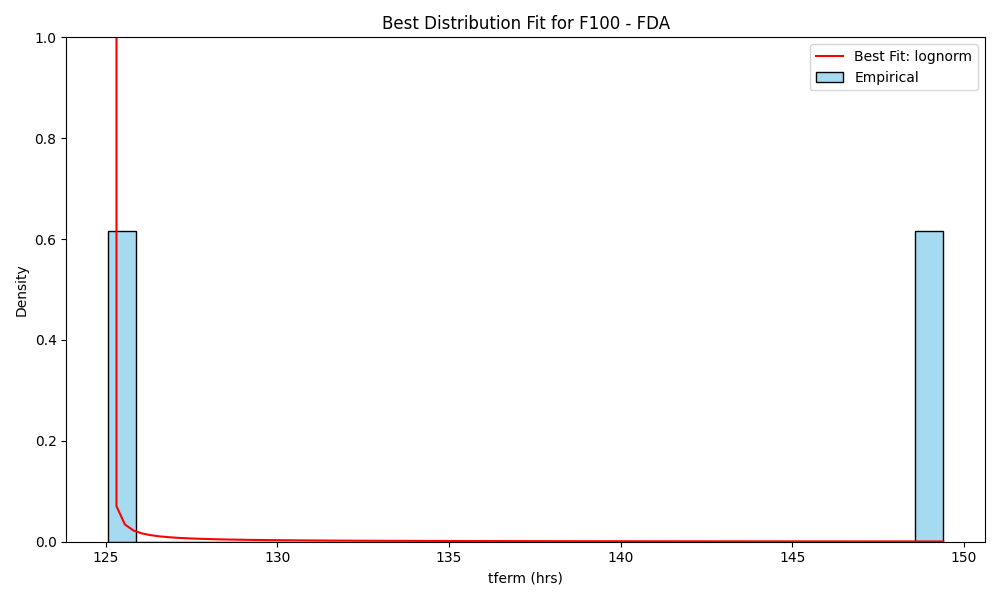 Best Distribution Fit for F100 - FDA
Best Fit: lognorm
Empirical
Density
1.0
0.8
0.6
0.4
0.2
0.0
125
130
135
140
145
150
tferm (hrs)